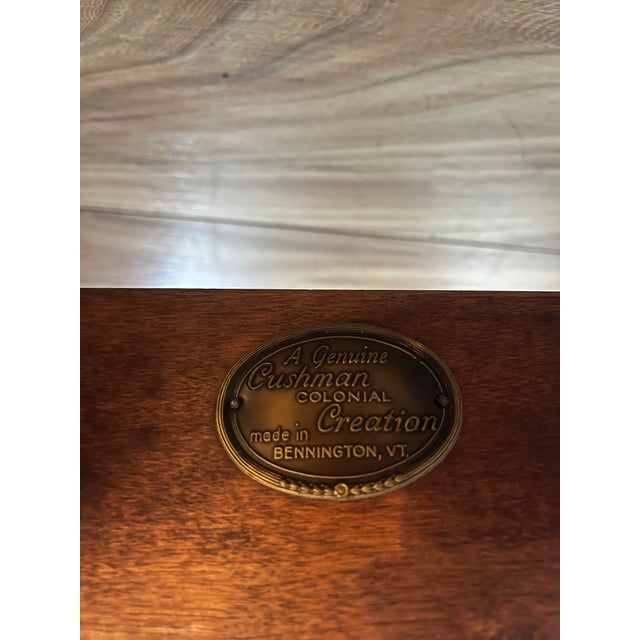 A Genuine
Cushman
COLONIAL
Creation
made in
BENNINGTON, VT.